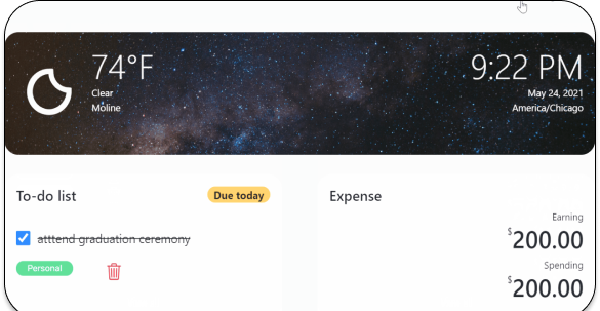 74°F
Clear
Moline
9:22 PM
May 24, 2021
America/Chicago
To-do list
Due today
atttend graduation ceremony
Personal
Expense
Earning
$200.00
Spending
$200.00